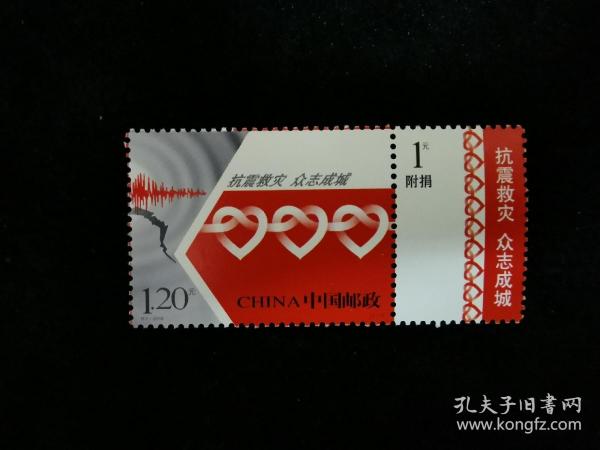 抗震救灾 众志成城
1.20元
CHINA 中国邮政
1元
附捐
抗震救灾 众志成城
孔夫子旧书网
www.kongfz.com